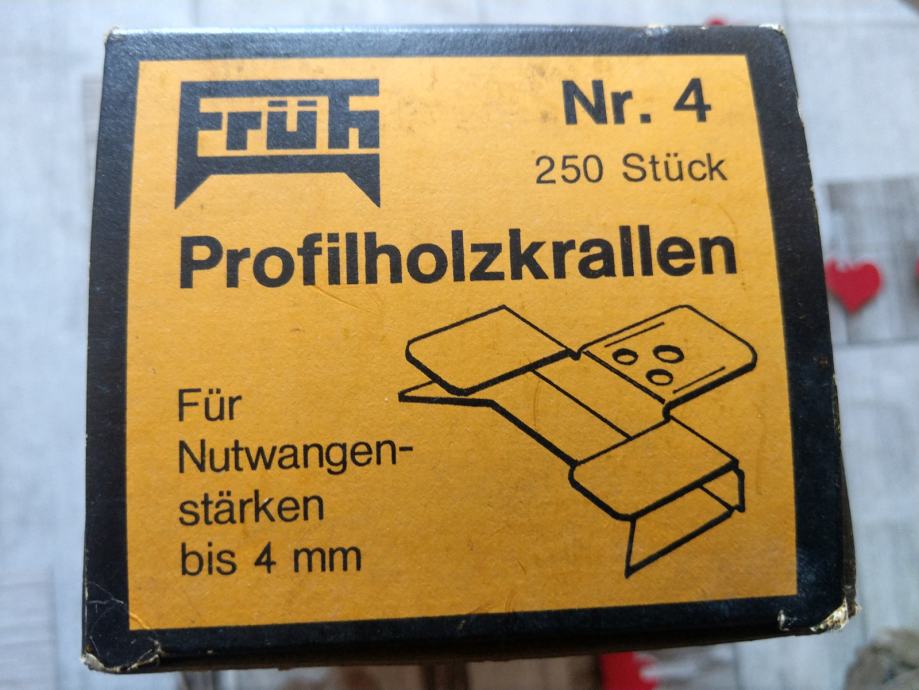 Früh
Nr. 4
250 Stück
Profilholzkrallen
Für
Nutwangen-
stärken
bis 4 mm